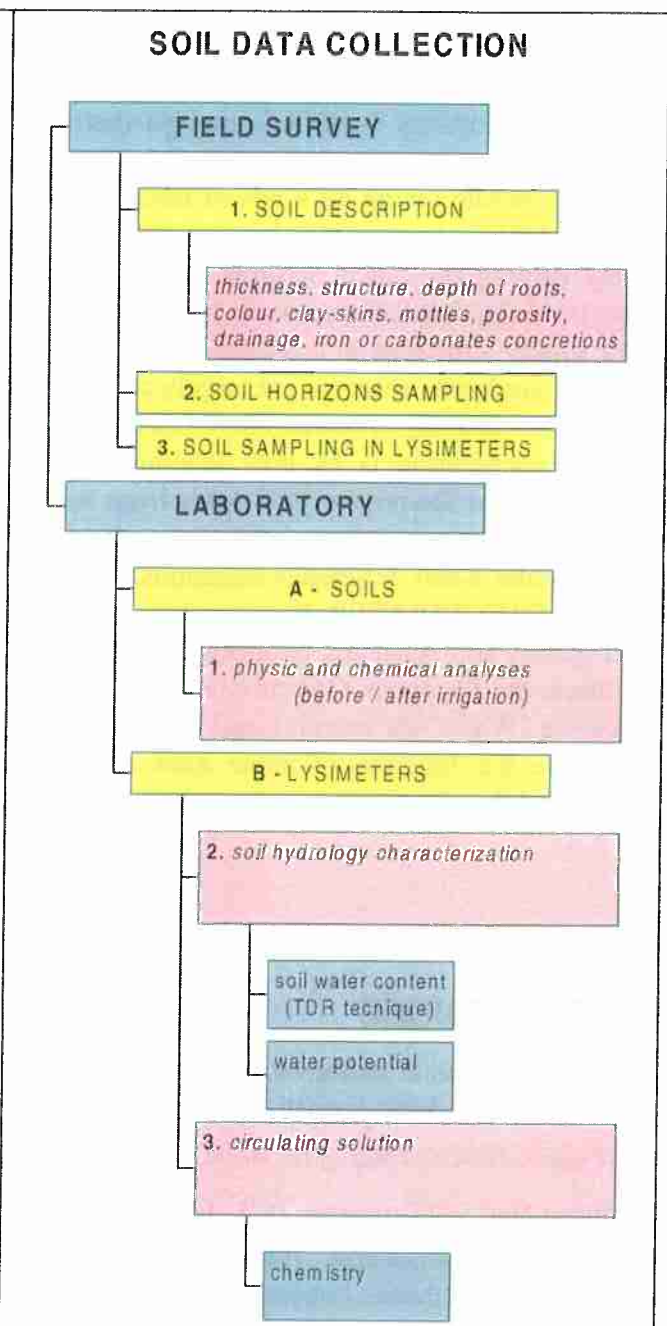 SOIL DATA COLLECTION
FIELD SURVEY
1. SOIL DESCRIPTION
thickness, structure, depth of roots,
colour, clay-skins, mottles, porosity,
drainage, iron or carbonates concretions
2. SOIL HORIZONS SAMPLING
3. SOIL SAMPLING IN LYSIMETERS
LABORATORY
A - SOILS
1. physic and chemical analyses
(before / after irrigation)
B - LYSIMETERS
2. soil hydrology characterization
soil water content
(TDR tecnique)
water potential
3. circulating solution
chemistry